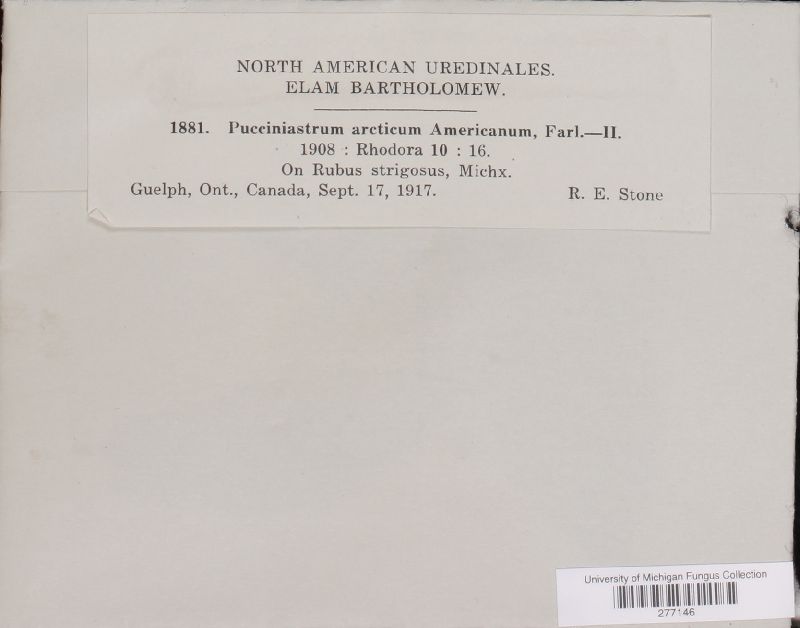 NORTH AMERICAN UREDINALES.
ELAM BARTHOLOMEW.
1881. Pucciniastrum arcticum Americanum, Farl.—II.
1908 : Rhodora 10 : 16.
On Rubus strigosus, Michx.
Guelph, Ont., Canada, Sept. 17, 1917. R. E. Stone
University of Michigan Fungus Collection
277146